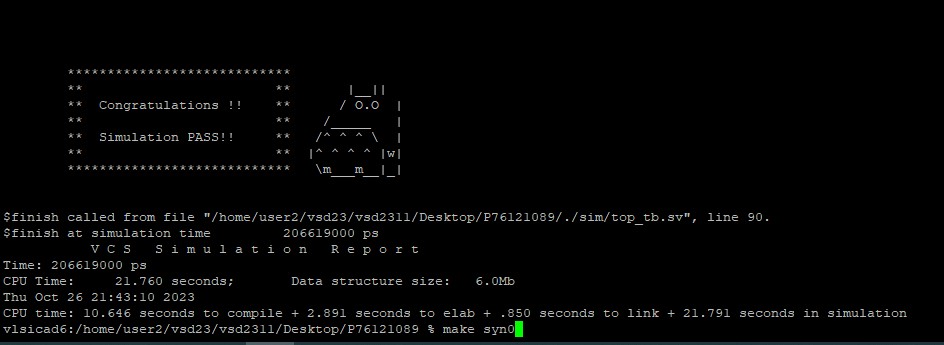 *****************************
        **                         **         |__||
        **  Congratulations !!     **        / O.O  |
        **                         **      /_____   |
        **  Simulation PASS!!      **     /^ ^ ^ \  |
        **                         **    |^ ^ ^ ^ |w|
        *****************************     \m___m__|_|
$finish called from file "/home/user2/vsd23/vsd2311/Desktop/P76121089/./sim/top_tb.sv", line 90.
$finish at simulation time            206619000 ps
           V C S   S i m u l a t i o n   R e p o r t
Time: 206619000 ps
CPU Time:     21.760 seconds;       Data structure size:   6.0Mb
Thu Oct 26 21:43:10 2023
CPU time: 10.646 seconds to compile + 2.891 seconds to elab + .850 seconds to link + 21.791 seconds in simulation
vlsicad6:/home/user2/vsd23/vsd2311/Desktop/P76121089 % make syn0